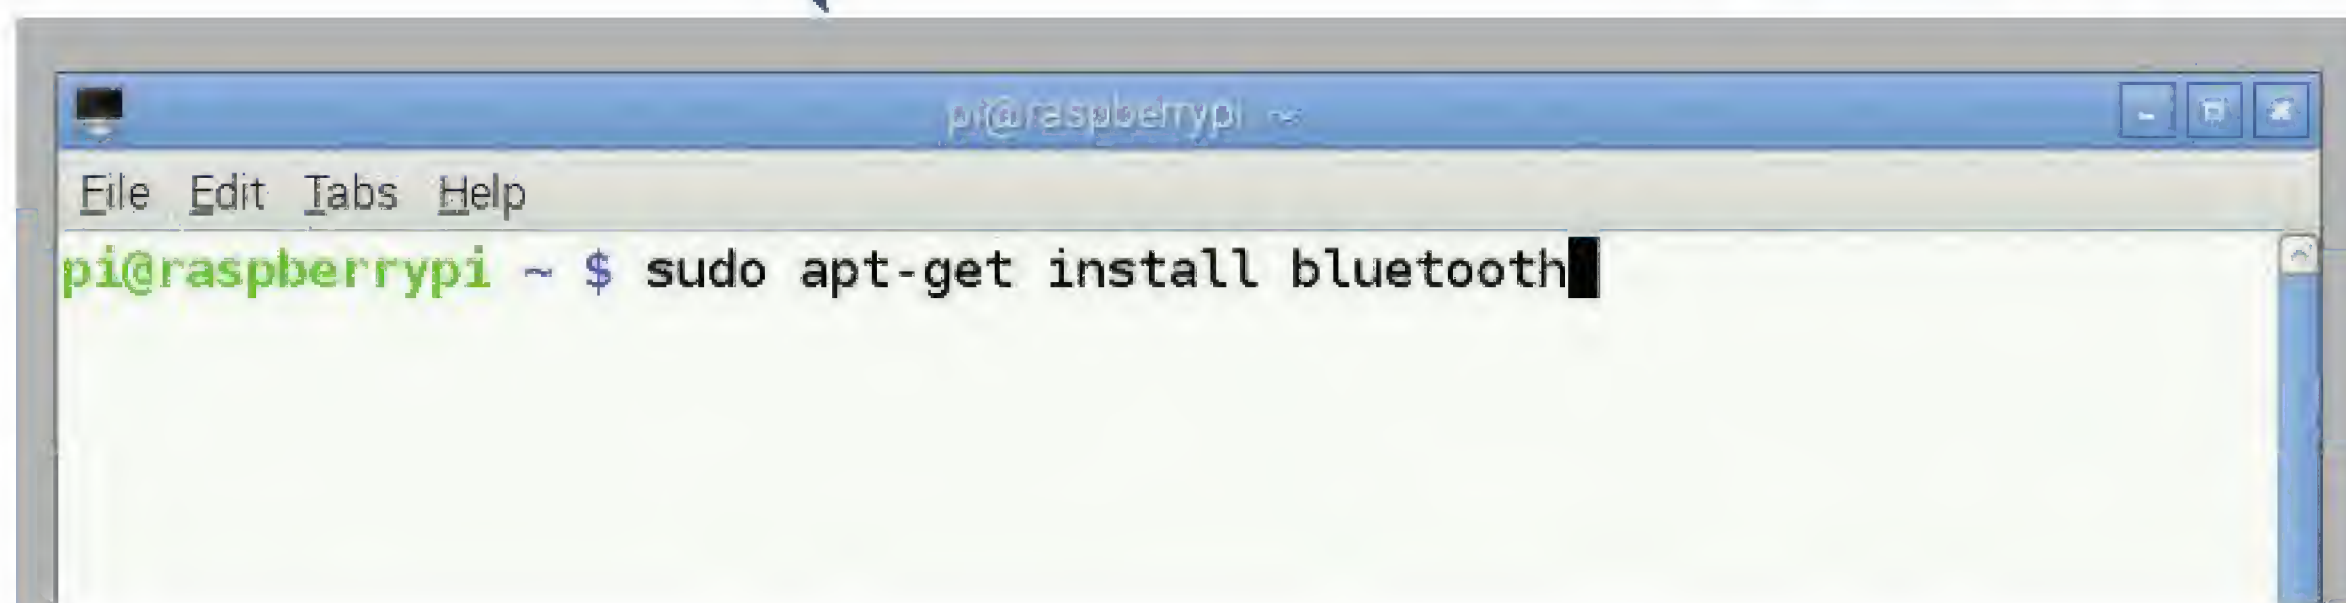 pi@raspberrypi: ~
File Edit Tabs Help
pi@raspberrypi ~ $ sudo apt-get install bluetooth